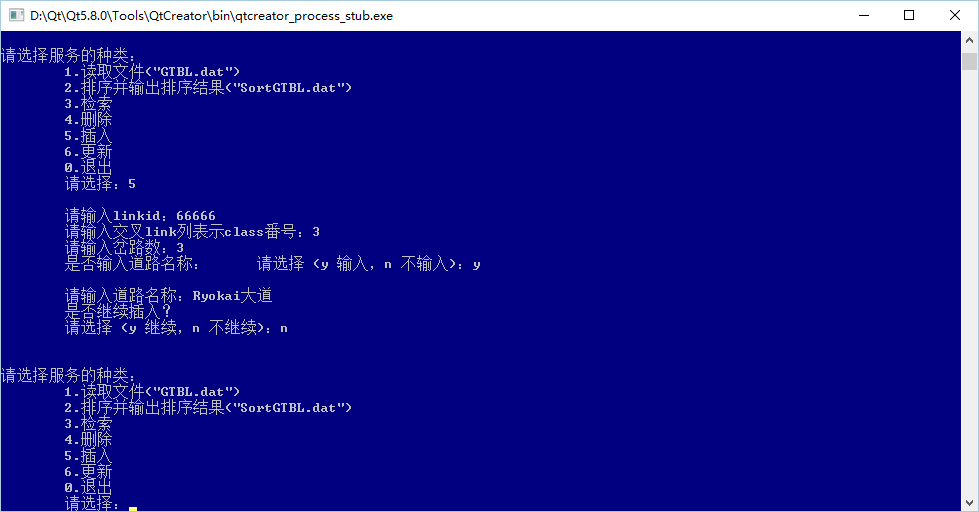 D:\Qt\Qt5.8.0\Tools\QtCreator\bin\qtcreator_process_stub.exe
请选择服务的种类:
1.读取文件("GTBL.dat")
2.排序并输出排序结果("SortGTBL.dat")
3.检索
4.删除
5.插入
6.更新
0.退出
请选择: 5
请输入linkid: 66666
请输入交叉link列表示class番号: 3
请输入岔路数: 3
是否输入道路名称: 请选择 (y 输入, n 不输入): y
请输入道路名称: Ryokai大道
是否继续插入?
请选择 (y 继续, n 不继续): n
请选择服务的种类:
1.读取文件("GTBL.dat")
2.排序并输出排序结果("SortGTBL.dat")
3.检索
4.删除
5.插入
6.更新
0.退出
请选择: